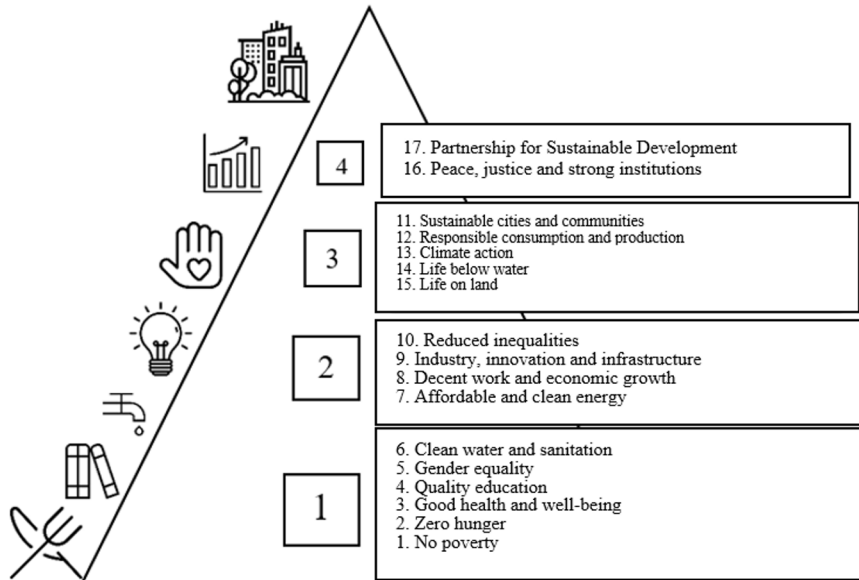 4
17. Partnership for Sustainable Development
16. Peace, justice and strong institutions
3
11. Sustainable cities and communities
12. Responsible consumption and production
13. Climate action
14. Life below water
15. Life on land
2
10. Reduced inequalities
9. Industry, innovation and infrastructure
8. Decent work and economic growth
7. Affordable and clean energy
1
6. Clean water and sanitation
5. Gender equality
4. Quality education
3. Good health and well-being
2. Zero hunger
1. No poverty